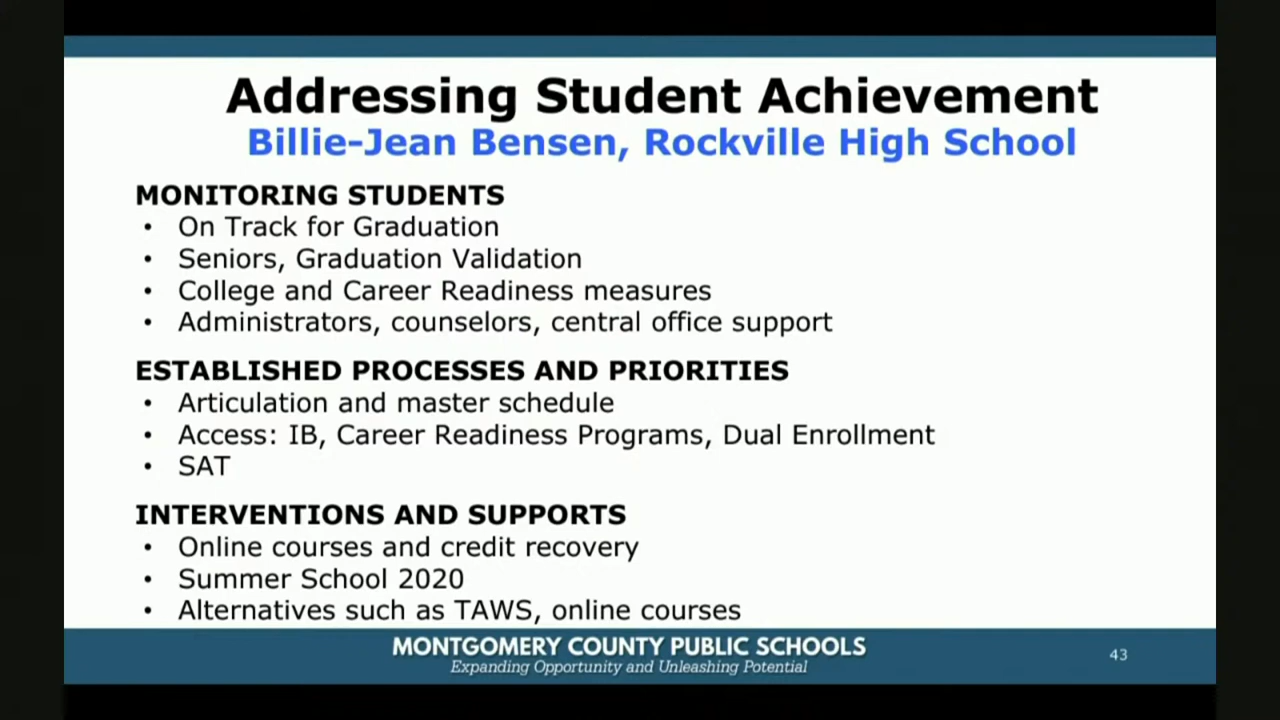 Addressing Student Achievement
Billie-Jean Bensen, Rockville High School
MONITORING STUDENTS
• On Track for Graduation
• Seniors, Graduation Validation
• College and Career Readiness measures
• Administrators, counselors, central office support
ESTABLISHED PROCESSES AND PRIORITIES
• Articulation and master schedule
• Access: IB, Career Readiness Programs, Dual Enrollment
• SAT
INTERVENTIONS AND SUPPORTS
• Online courses and credit recovery
• Summer School 2020
• Alternatives such as TAWS, online courses
MONTGOMERY COUNTY PUBLIC SCHOOLS
Expanding Opportunity and Unleashing Potential
43